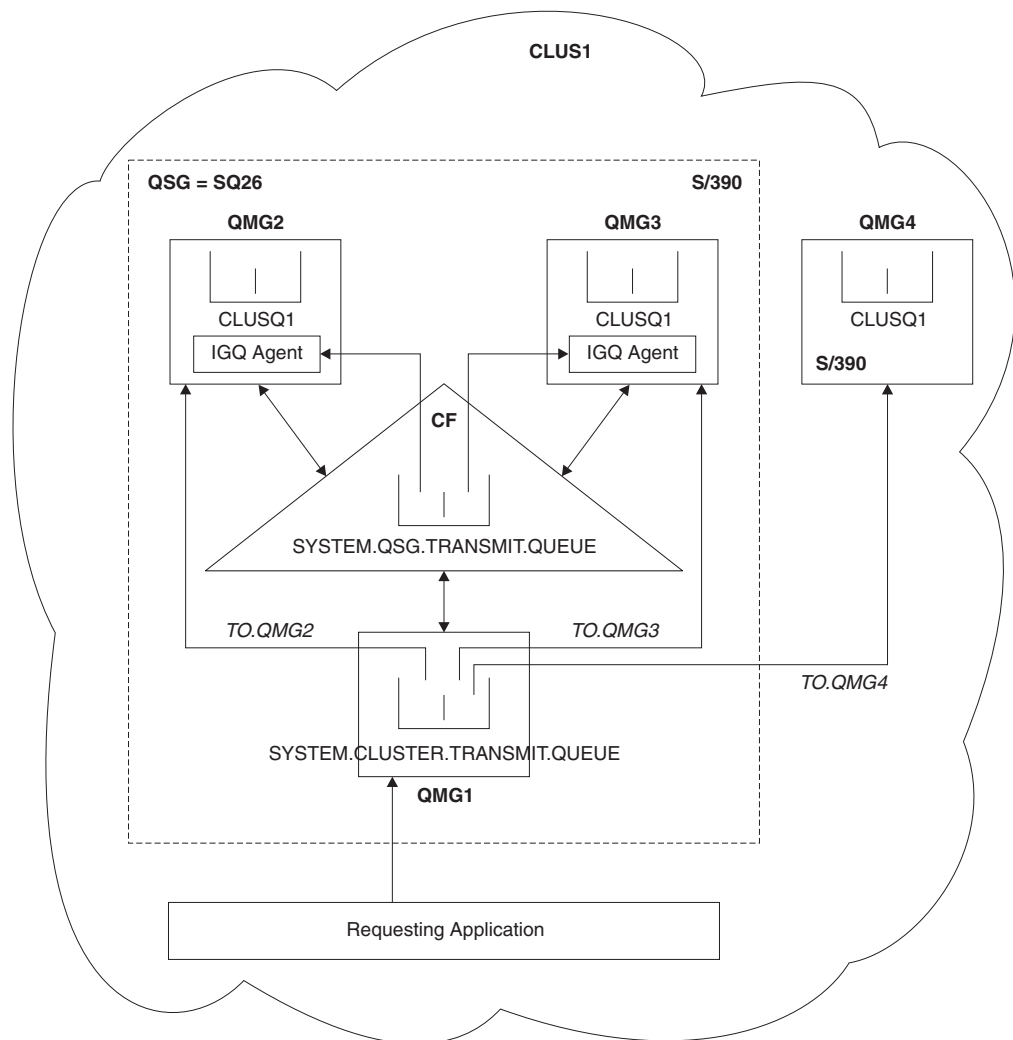 CLUS1
QSG = SQ26
S/390
QMG2
QMG3
QMG4
CLUSQ1
CLUSQ1
CLUSQ1
IGQ Agent
IGQ Agent
S/390
CF
SYSTEM.QSG.TRANSMIT.QUEUE
TO.QMG2
TO.QMG3
TO.QMG4
SYSTEM.CLUSTER.TRANSMIT.QUEUE
QMG1
Requesting Application